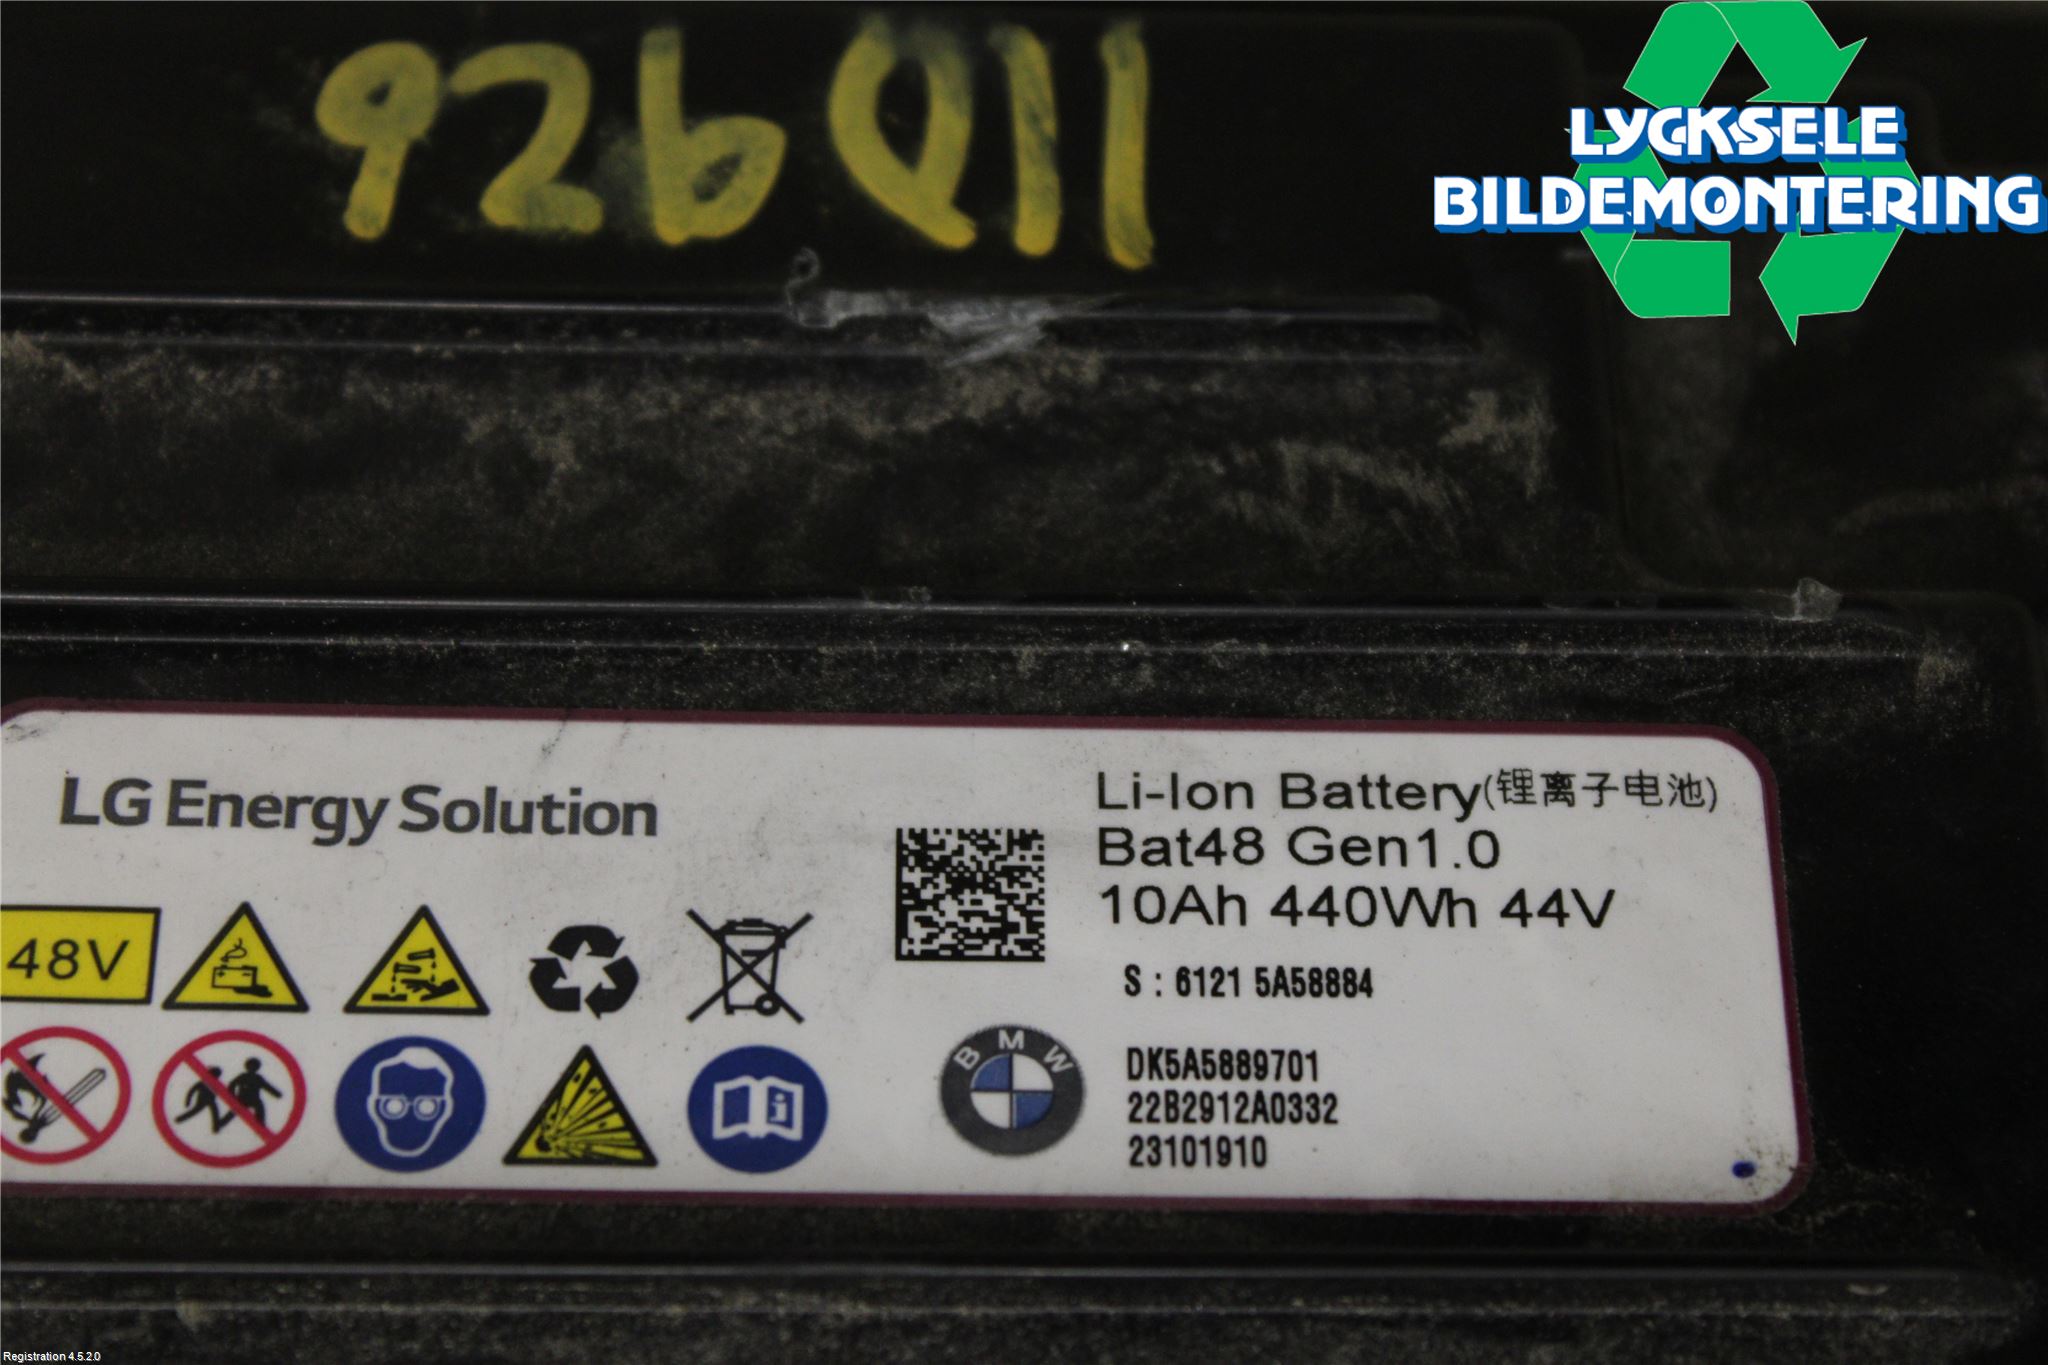 926011
LYCKSELE
BILDEMONTERING
LG Energy Solution
Li-Ion Battery(锂离子电池)
Bat48 Gen1.0
10Ah 440Wh 44V
48V
S : 6121 5A58884
BMW
DK5A5889701
22B2912A0332
23101910
Registration 4.5.2.0